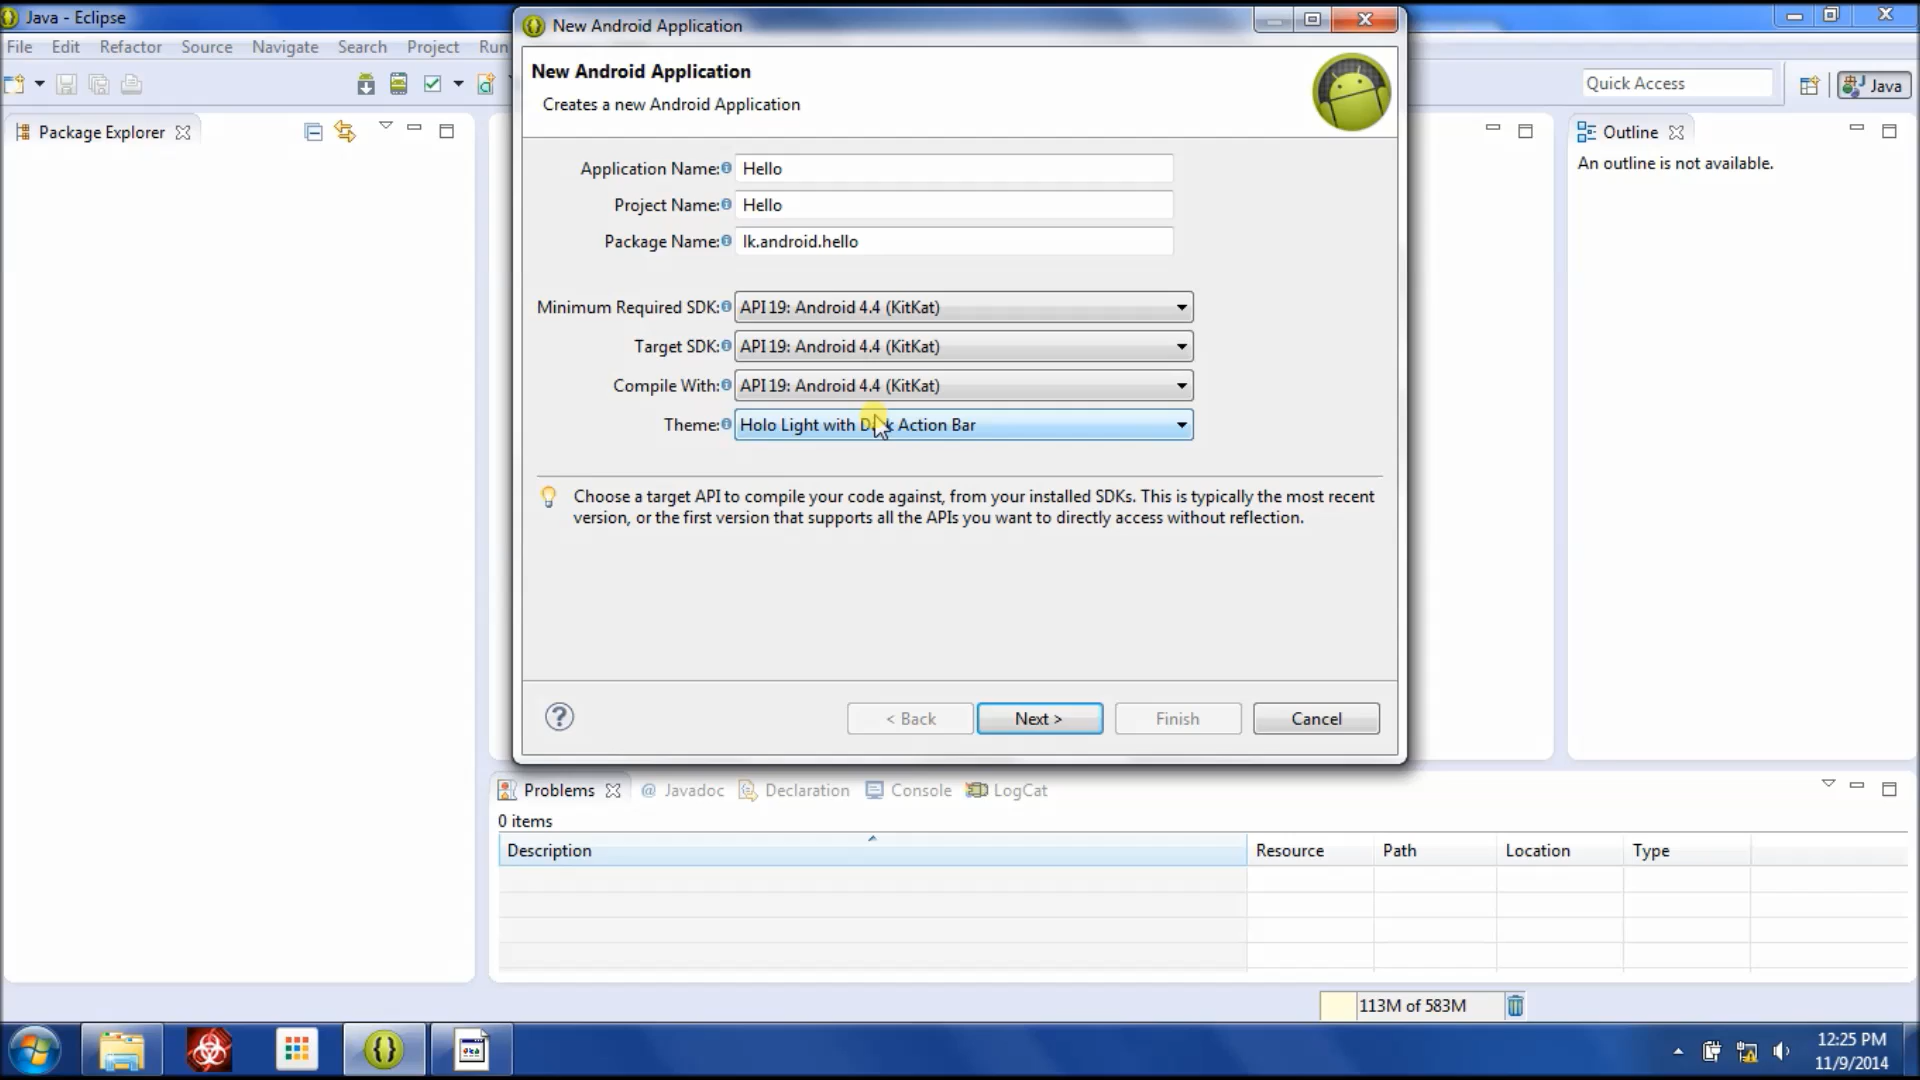 Java - Eclipse
New Android Application
File Edit Refactor Source Navigate Search Project Run
New Android Application
Creates a new Android Application
Quick Access
Java
Package Explorer
Outline
An outline is not available.
Application Name: Hello
Project Name: Hello
Package Name: lk.android.hello
Minimum Required SDK: API 19: Android 4.4 (KitKat)
Target SDK: API 19: Android 4.4 (KitKat)
Compile With: API 19: Android 4.4 (KitKat)
Theme: Holo Light with Dark Action Bar
Choose a target API to compile your code against, from your installed SDKs. This is typically the most recent
version, or the first version that supports all the APIs you want to directly access without reflection.
< Back Next > Finish Cancel
Problems @ Javadoc Declaration Console LogCat
0 items
Description Resource Path Location Type
113M of 583M
12:25 PM
11/9/2014